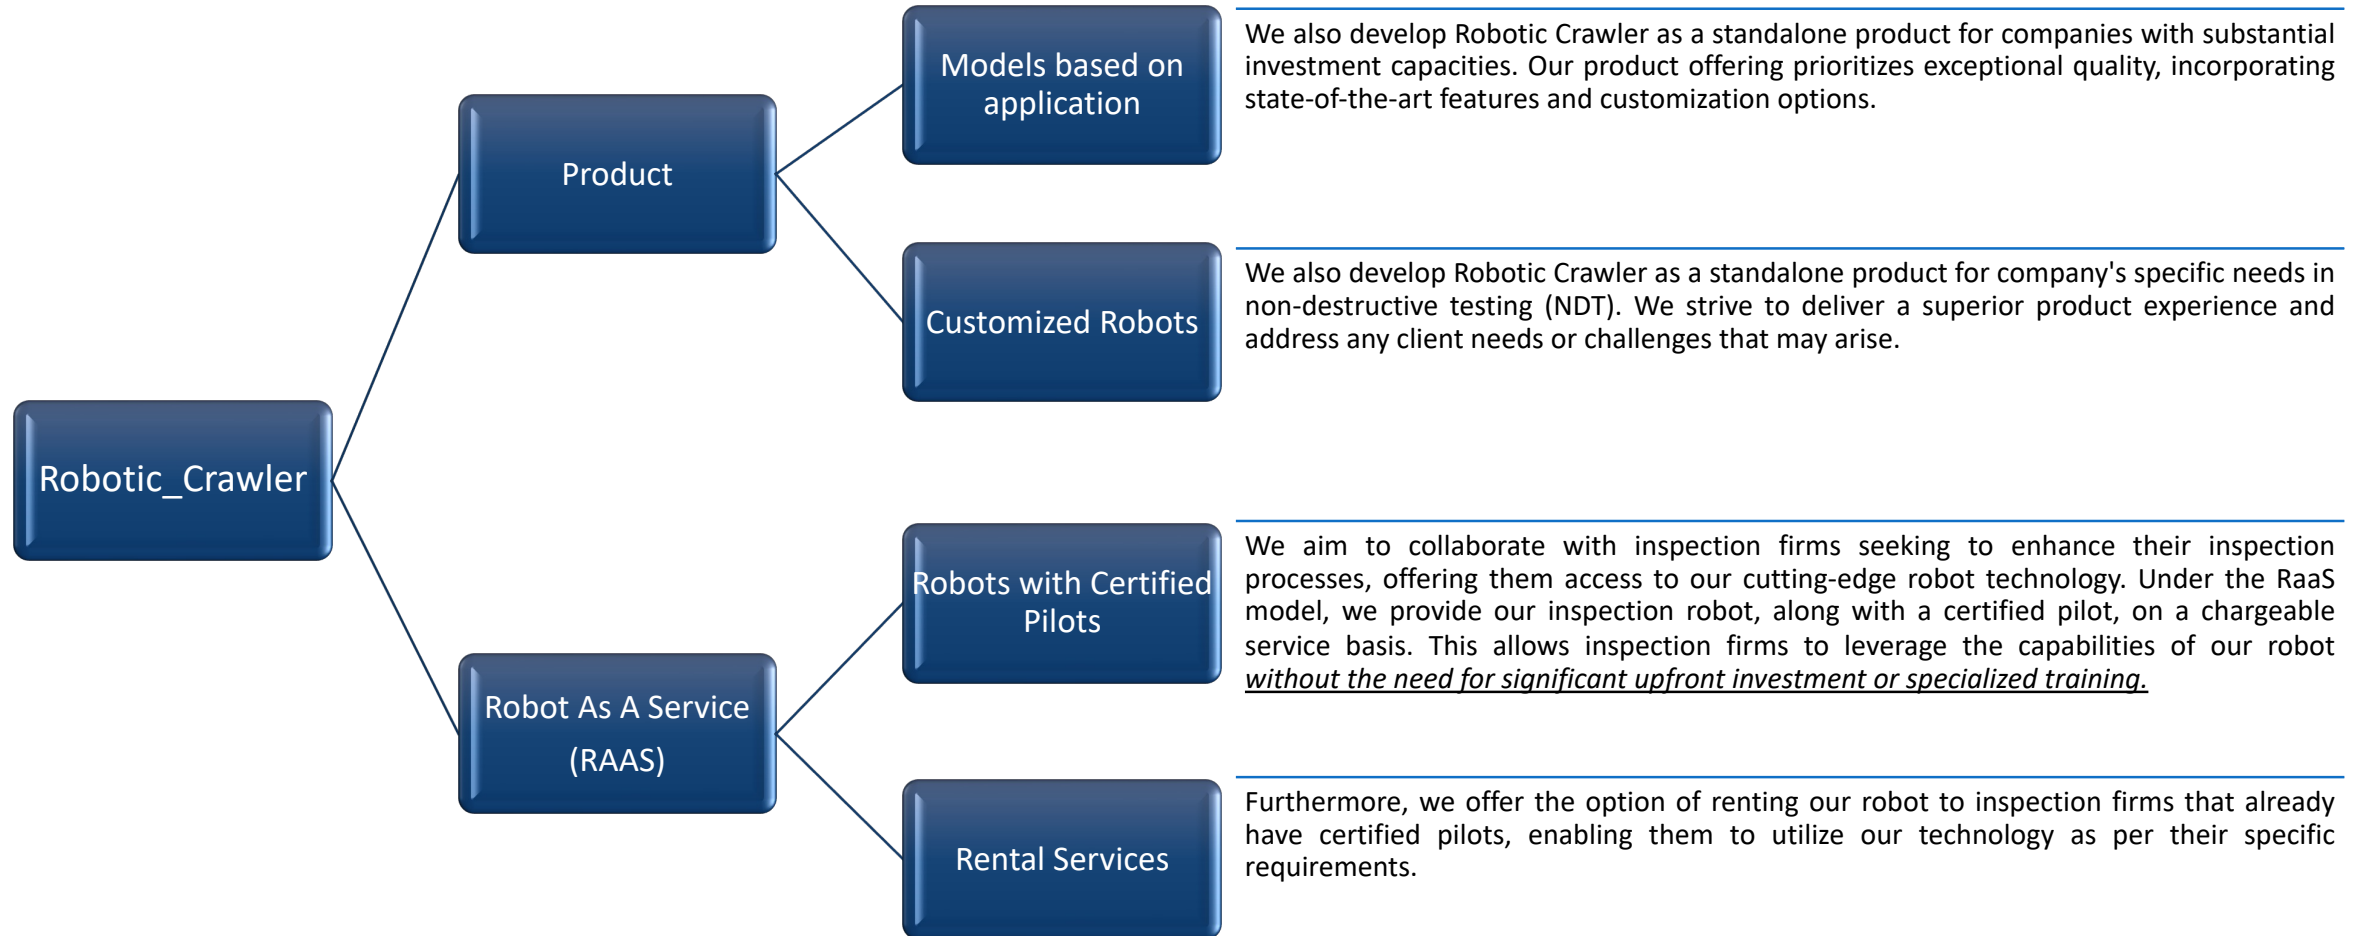 Robotic_Crawler
Product
Models based on
application
We also develop Robotic Crawler as a standalone product for companies with substantial
investment capacities. Our product offering prioritizes exceptional quality, incorporating
state-of-the-art features and customization options.
Customized Robots
We also develop Robotic Crawler as a standalone product for company's specific needs in
non-destructive testing (NDT). We strive to deliver a superior product experience and
address any client needs or challenges that may arise.
Robot As A Service
(RAAS)
Robots with Certified
Pilots
We aim to collaborate with inspection firms seeking to enhance their inspection
processes, offering them access to our cutting-edge robot technology. Under the RaaS
model, we provide our inspection robot, along with a certified pilot, on a chargeable
service basis. This allows inspection firms to leverage the capabilities of our robot
without the need for significant upfront investment or specialized training.
Rental Services
Furthermore, we offer the option of renting our robot to inspection firms that already
have certified pilots, enabling them to utilize our technology as per their specific
requirements.